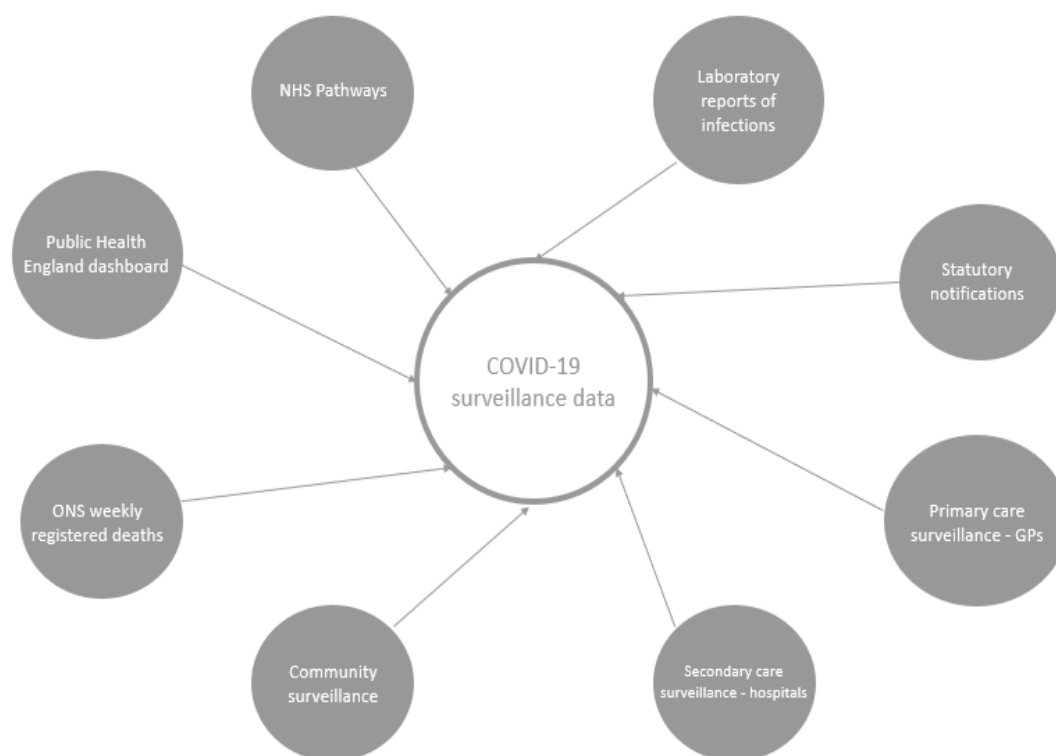 NHS Pathways
Laboratory
reports of
infections
Public Health
England dashboard
Statutory
notifications
COVID-19
surveillance data
ONS weekly
registered deaths
Primary care
surveillance - GPs
Community
surveillance
Secondary care
surveillance - hospitals